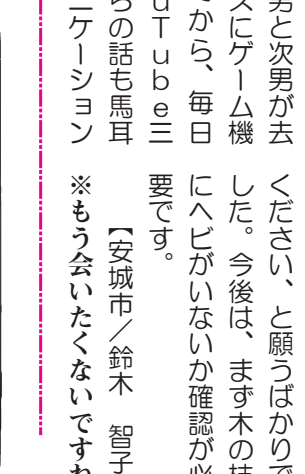 男と次男が去
スにゲーム機
てから、毎日
uTube三
らの話も馬耳
ニケーション
ください、と願うばかりで
した。今後は、まず木の枝
にヘビがいないか確認が必
要です。
【安城市／鈴木　智子
※もう会いたくないですね